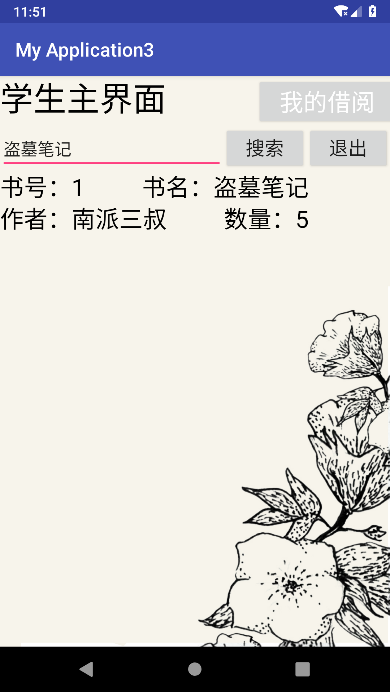 11:51
My Application3
学生主界面 我的借阅
盗墓笔记 搜索 退出
书号：1 书名：盗墓笔记
作者：南派三叔 数量：5